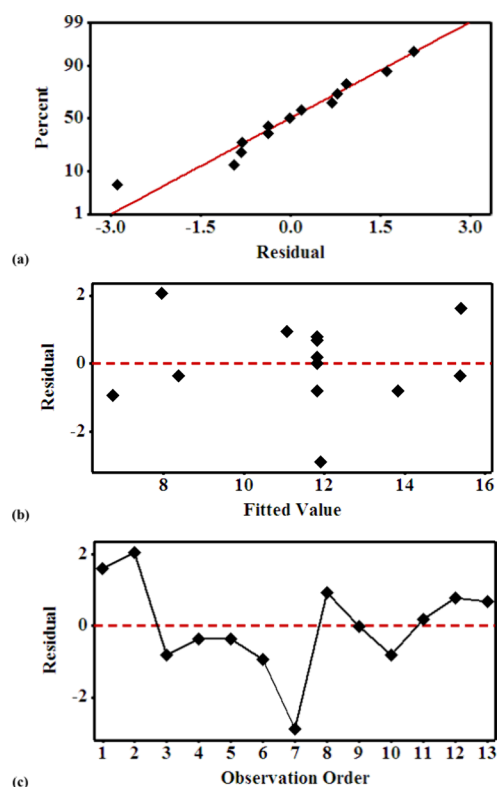 99
90
50
10
1
Percent
-3.0 -1.5 0.0 1.5 3.0
Residual
(a)
2
0
-2
Residual
8 10 12 14 16
Fitted Value
(b)
2
0
-2
Residual
1 2 3 4 5 6 7 8 9 10 11 12 13
Observation Order
(c)